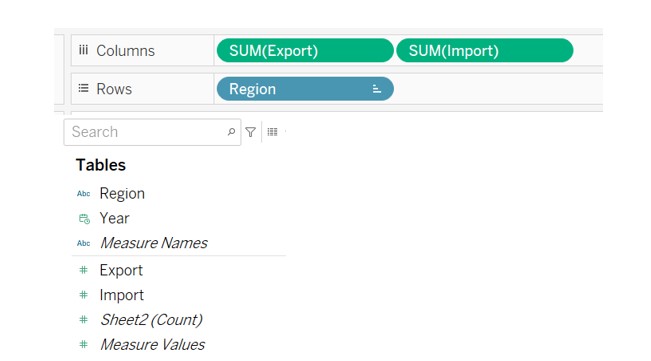 Columns SUM(Export) SUM(Import)
Rows Region
Search
Tables
Abc Region
Year
Abc Measure Names
# Export
# Import
# Sheet2 (Count)
# Measure Values